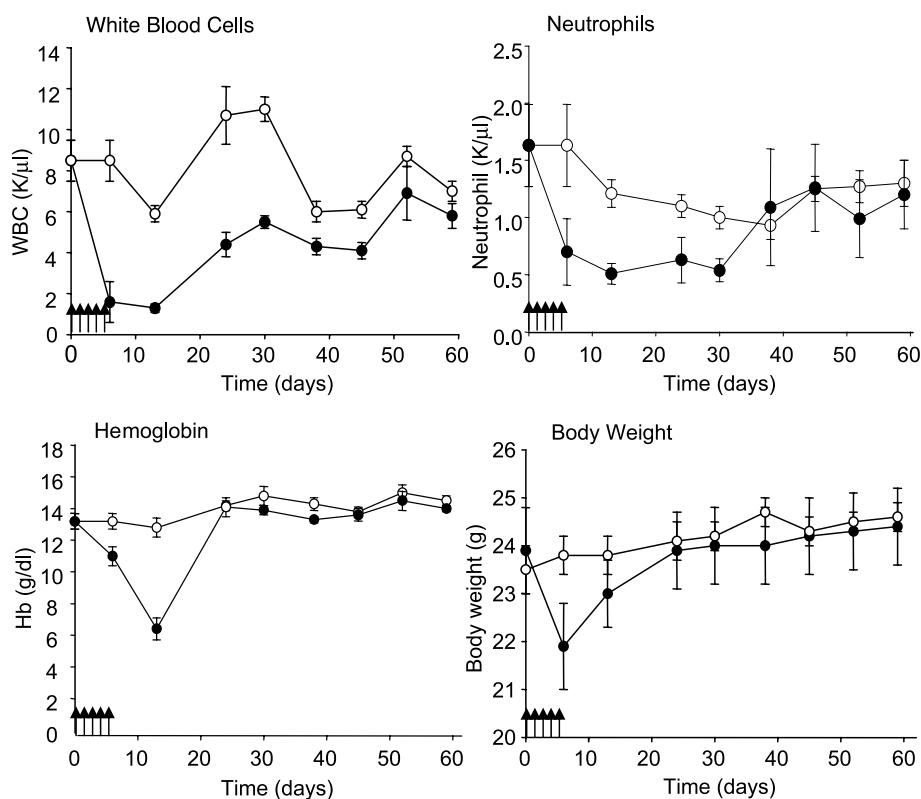 White Blood Cells
14
12
10
8
6
4
2
0
WBC (K/µl)
0 10 20 30 40 50 60
Time (days)
Neutrophils
2.5
2.0
1.5
1.0
0.5
0.0
Neutrophil (K/µl)
0 10 20 30 40 50 60
Time (days)
Hemoglobin
18
16
14
12
10
8
6
4
2
0
Hb (g/dl)
0 10 20 30 40 50 60
Time (days)
Body Weight
26
25
24
23
22
21
20
Body weight (g)
0 10 20 30 40 50 60
Time (days)